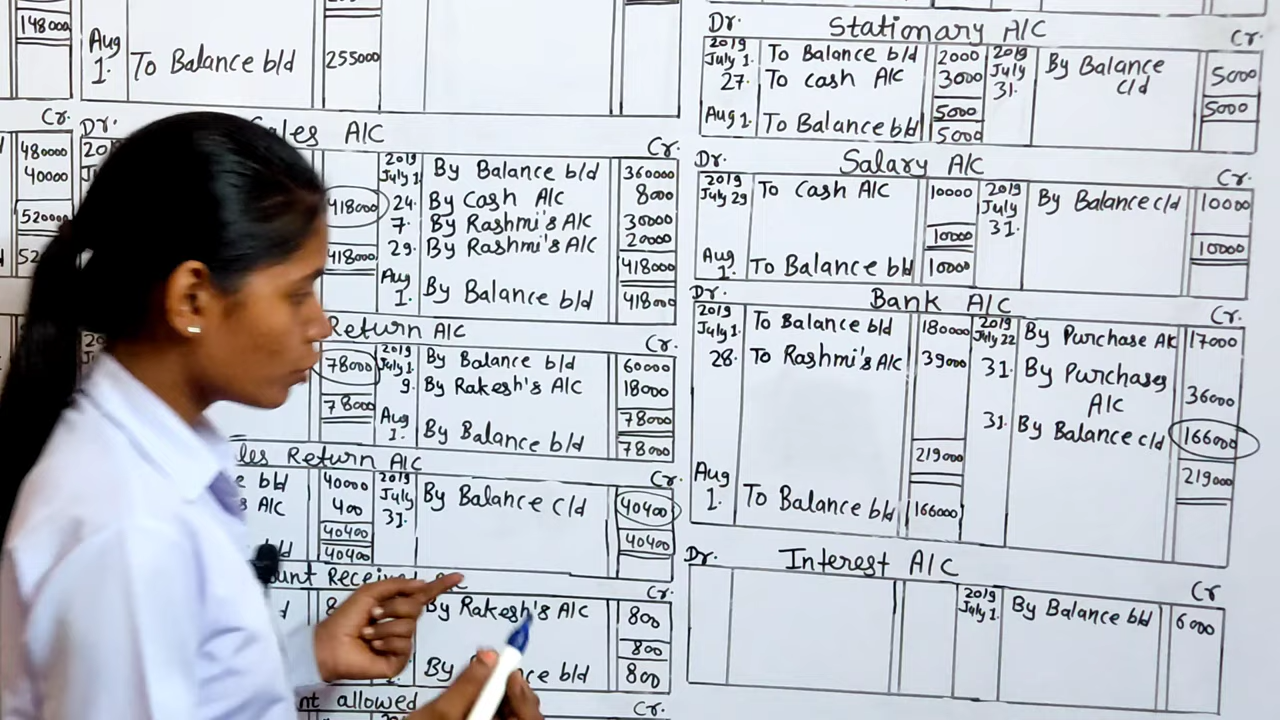 148000
Aug
1.
To Balance b/d
255000
Cr.
480000
40000
520000
Dr.
Sales A/C
Cr.
418000
418000
2019
July 1.
By Balance b/d
360000
24.
By Cash A/C
8000
7.
By Rashmi's A/C
30000
29.
By Rashmi's A/C
20000
418000
Aug
1.
By Balance b/d
418000
Return A/C
Cr.
78000
78000
2019
July 1.
By Balance b/d
60000
9.
By Rakesh's A/C
18000
78000
Aug
1.
By Balance b/d
78000
Return A/C
Cr.
b/d
40000
A/C
400
40400
40400
2019
July
31.
By Balance c/d
40400
40400
Cr.
By Rakesh's A/C
800
800
By
b/d
800
allowed
Cr.
Dr.
Stationary A/C
Cr.
2019
July 1.
To Balance b/d
2000
27.
To cash A/C
3000
5000
Aug 1.
To Balance b/d
5000
2019
July
31.
By Balance
c/d
5000
5000
Dr.
Salary A/C
Cr.
2019
July 29
To Cash A/C
10000
10000
Aug
1.
To Balance b/d
10000
2019
July
31.
By Balance c/d
10000
10000
Dr.
Bank A/C
Cr.
2019
July 1.
To Balance b/d
180000
28.
To Rashmi's A/C
39000
219000
Aug
1.
To Balance b/d
166000
2019
July 22
By Purchase A/C
17000
31.
By Purchases
A/C
36000
31.
By Balance c/d
166000
219000
Dr.
Interest A/C
Cr
2019
July 1.
By Balance b/d
6000